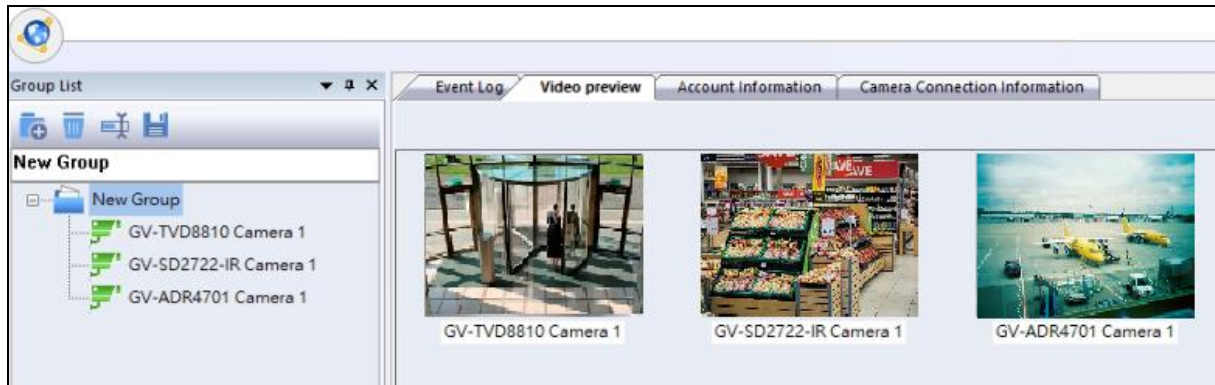 Group List
New Group
New Group
GV-TVD8810 Camera 1
GV-SD2722-IR Camera 1
GV-ADR4701 Camera 1
Event Log
Video preview
Account Information
Camera Connection Information
SAVE
GV-TVD8810 Camera 1
GV-SD2722-IR Camera 1
GV-ADR4701 Camera 1